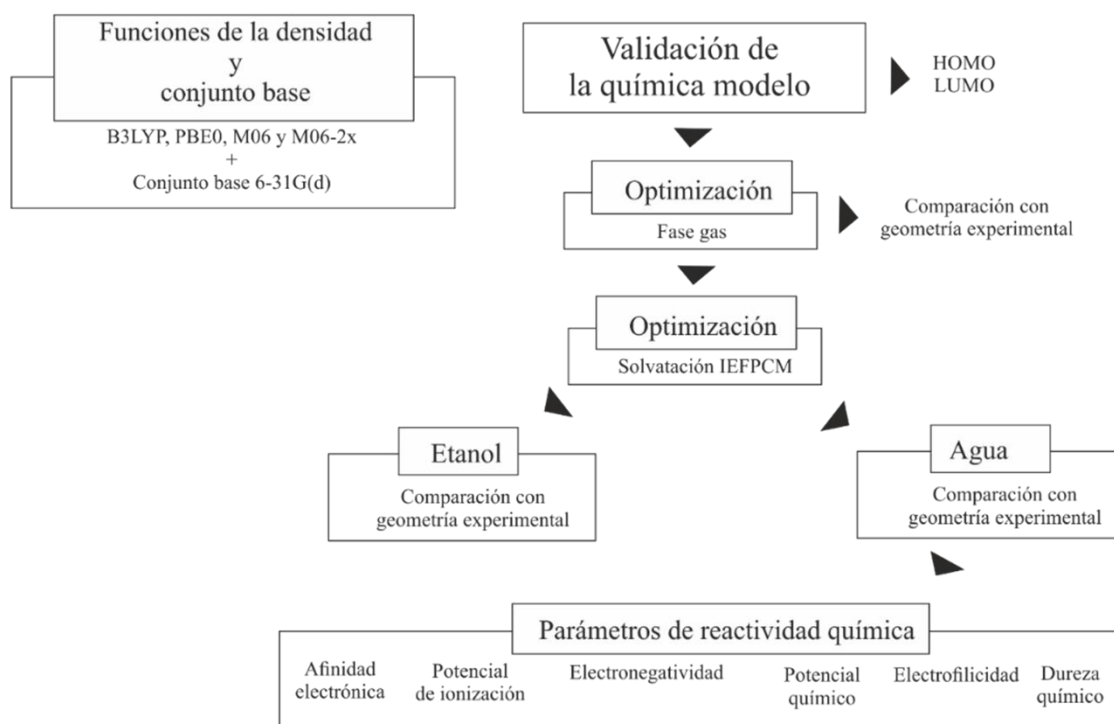 Funciones de la densidad
y
conjunto base
B3LYP, PBE0, M06 y M06-2x
+
Conjunto base 6-31G(d)
Validación de
la química modelo
HOMO
LUMO
Optimización
Fase gas
Comparación con
geometría experimental
Optimización
Solvatación IEFPCM
Etanol
Comparación con
geometría experimental
Agua
Comparación con
geometría experimental
Parámetros de reactividad química
Afinidad
electrónica
Potencial
de ionización
Electronegatividad
Potencial
químico
Electrofilicidad
Dureza
químico